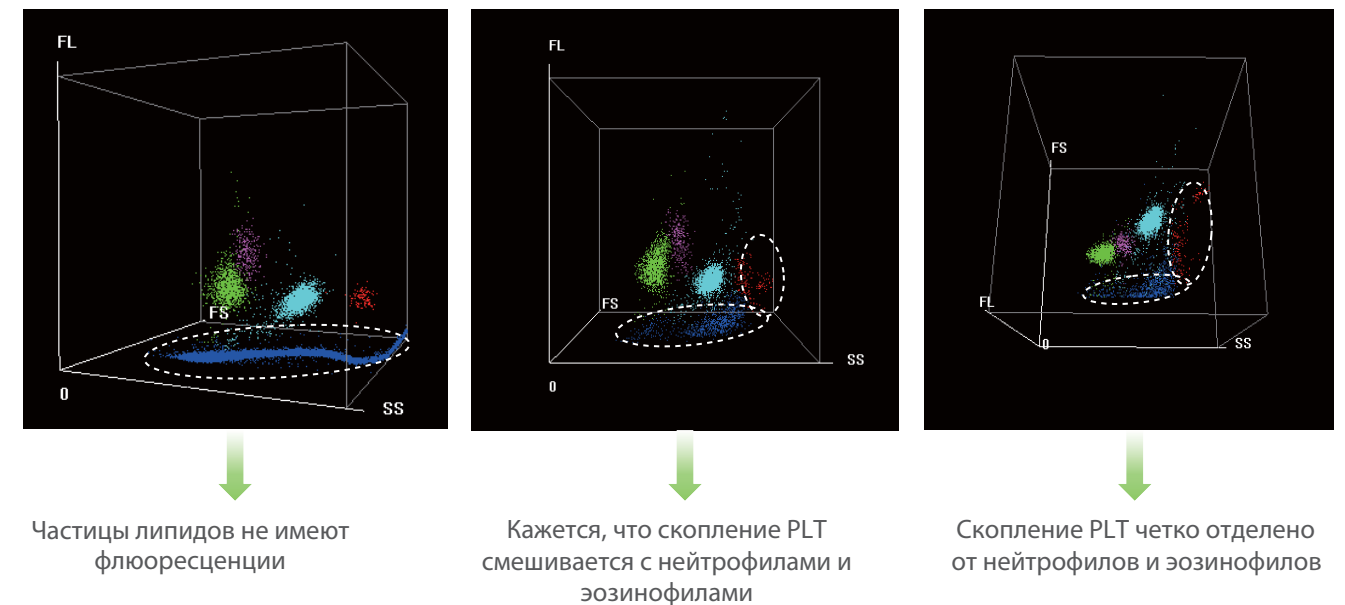 FL
FS
0
SS
FL
FS
SS
0
FS
FL
0
SS
Частицы липидов не имеют
флюоресценции
Кажется, что скопление PLT
смешивается с нейтрофилами и
эозинофилами
Скопление PLT четко отделено
от нейтрофилов и эозинофилов